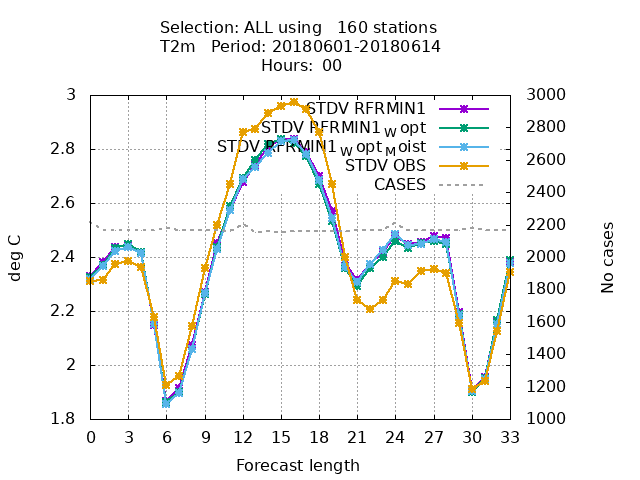 Selection: ALL using   160 stations
T2m   Period: 20180601-20180614
Hours:  00
3
2.8
2.6
2.4
2.2
2
1.8
deg C
3000
2800
2600
2400
2200
2000
1800
1600
1400
1200
1000
No cases
STDV RFRMIN1
STDV RFRMIN1_W opt
STDV RFRMIN1_W opt_M oist
STDV OBS
CASES
0 3 6 9 12 15 18 21 24 27 30 33
Forecast length